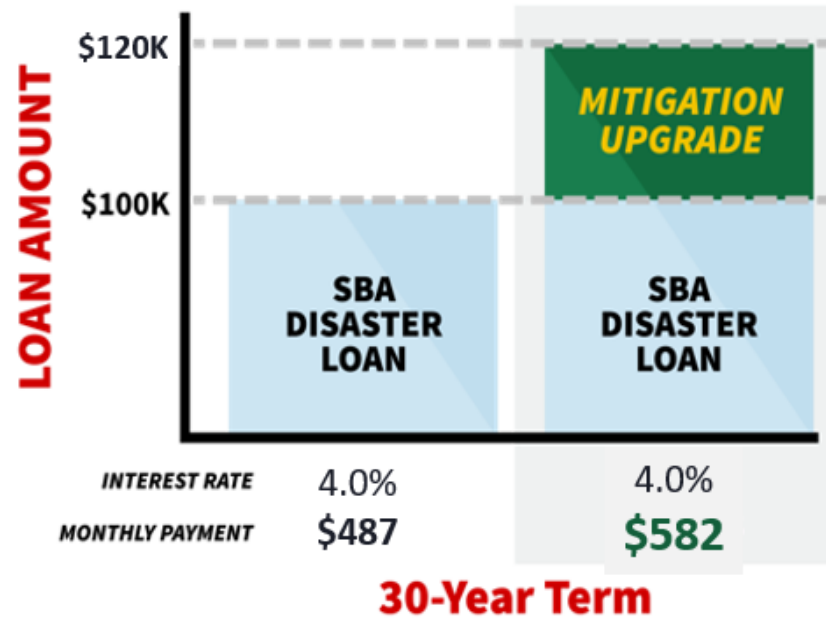 LOAN AMOUNT
$120K
MITIGATION
UPGRADE
$100K
SBA
DISASTER
LOAN
SBA
DISASTER
LOAN
INTEREST RATE 4.0% 4.0%
MONTHLY PAYMENT $487 $582
30-Year Term